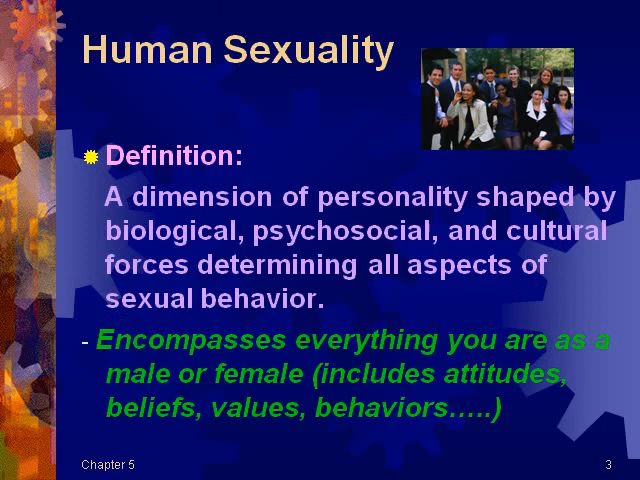 Human Sexuality
Definition:
A dimension of personality shaped by
biological, psychosocial, and cultural
forces determining all aspects of
sexual behavior.
- Encompasses everything you are as a
male or female (includes attitudes,
beliefs, values, behaviors…..)
Chapter 5
3